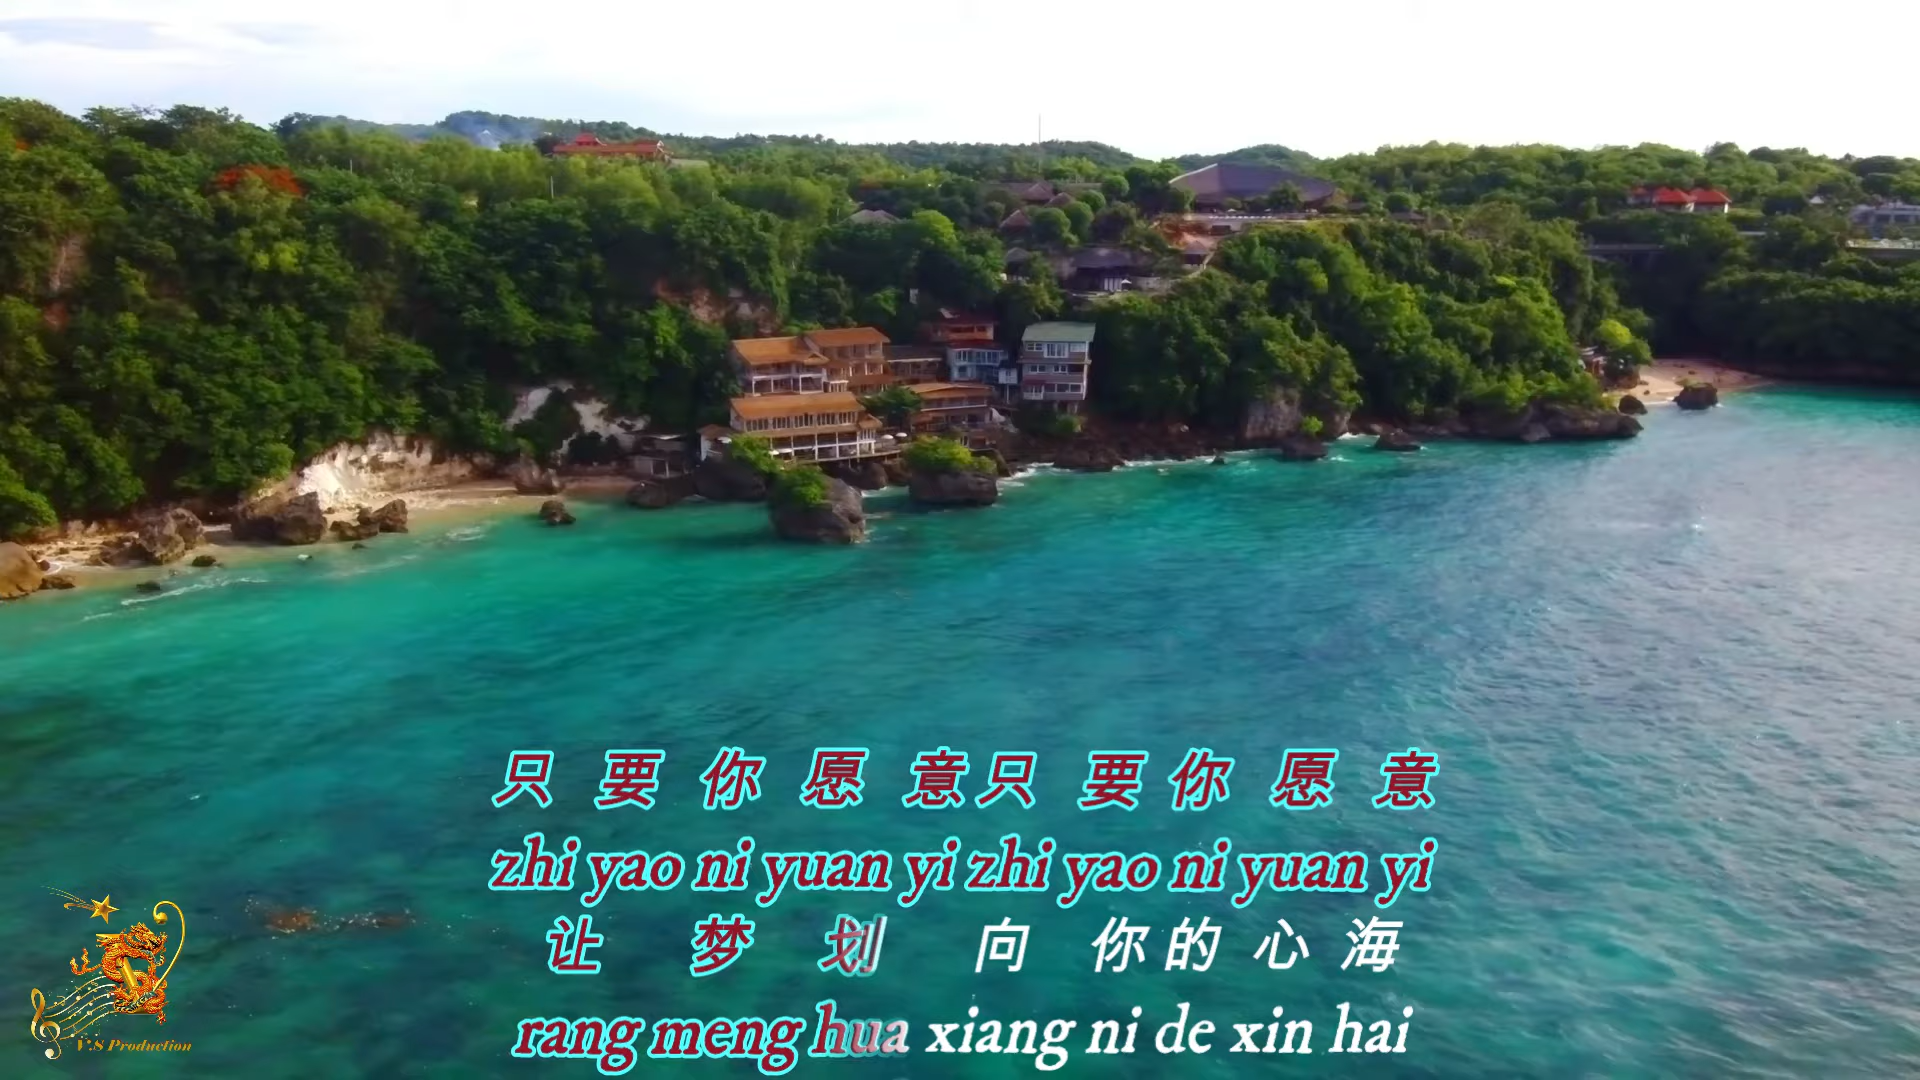 只要你愿意只要你愿意
zhi yao ni yuan yi zhi yao ni yuan yi
让梦划向你的心海
rang meng hua xiang ni de xin hai
V.S Production